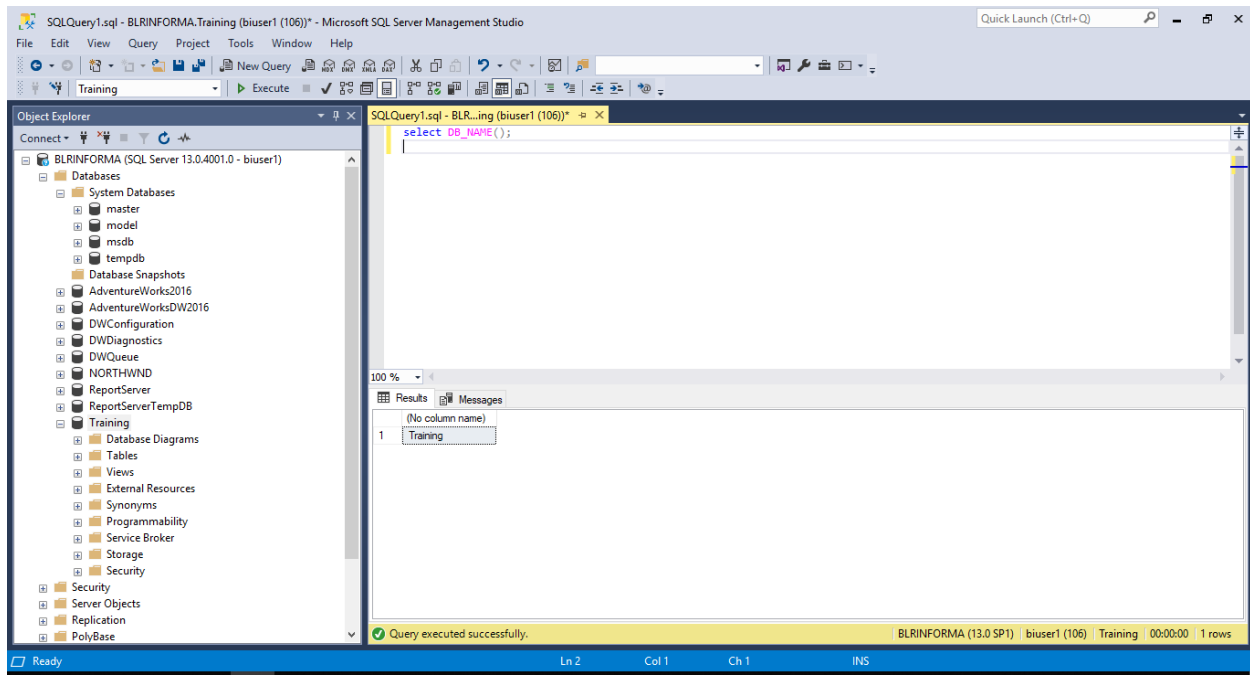 SQLQuery1.sql - BLRINFORMA.Training (biuser1 (106))* - Microsoft SQL Server Management Studio
Quick Launch (Ctrl+Q)
File Edit View Query Project Tools Window Help
New Query MDX DMX XMLA DAX
Training Execute
Object Explorer
Connect
BLRINFORMA (SQL Server 13.0.4001.0 - biuser1)
Databases
System Databases
master
model
msdb
tempdb
Database Snapshots
AdventureWorks2016
AdventureWorksDW2016
DWConfiguration
DWDiagnostics
DWQueue
NORTHWND
ReportServer
ReportServerTempDB
Training
Database Diagrams
Tables
Views
External Resources
Synonyms
Programmability
Service Broker
Storage
Security
Security
Server Objects
Replication
PolyBase
SQLQuery1.sql - BLR...ing (biuser1 (106))*
select DB_NAME();
100 %
Results Messages
(No column name)
1 Training
Query executed successfully.
BLRINFORMA (13.0 SP1) biuser1 (106) Training 00:00:00 1 rows
Ready Ln 2 Col 1 Ch 1 INS